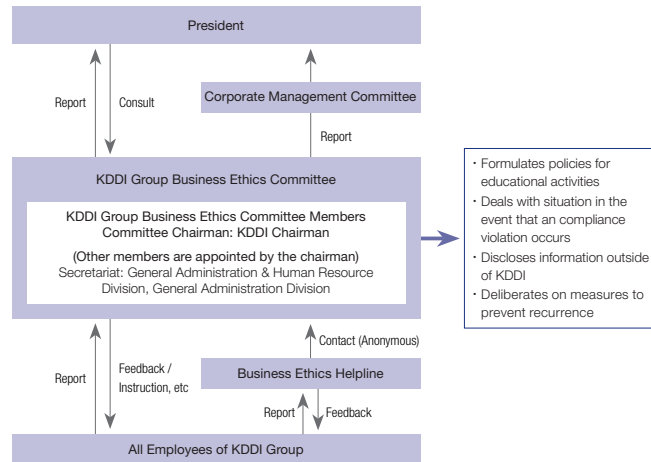 President
Report
Consult
Corporate Management Committee
Report
KDDI Group Business Ethics Committee
KDDI Group Business Ethics Committee Members
Committee Chairman: KDDI Chairman
(Other members are appointed by the chairman)
Secretariat: General Administration & Human Resource
Division, General Administration Division
· Formulates policies for
educational activities
· Deals with situation in the
event that an compliance
violation occurs
· Discloses information outside
of KDDI
· Deliberates on measures to
prevent recurrence
Contact (Anonymous)
Report
Feedback /
Instruction, etc
Business Ethics Helpline
Report
Feedback
All Employees of KDDI Group